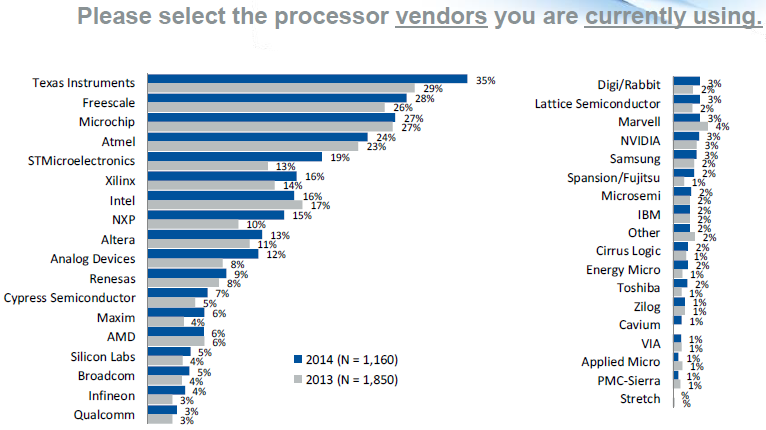 Please select the processor vendors you are currently using.
Texas Instruments 35% 29%
Freescale 28% 26%
Microchip 27% 27%
Atmel 24% 23%
STMicroelectronics 19% 13%
Xilinx 16% 14%
Intel 16% 17%
NXP 15% 10%
Altera 13% 11%
Analog Devices 12% 8%
Renesas 9% 8%
Cypress Semiconductor 7% 5%
Maxim 6% 4%
AMD 6% 6%
Silicon Labs 5% 4%
Broadcom 5% 4%
Infineon 4% 3%
Qualcomm 3% 3%
2014 (N = 1,160)
2013 (N = 1,850)
Digi/Rabbit 3% 2%
Lattice Semiconductor 3% 2%
Marvell 3% 4%
NVIDIA 3% 3%
Samsung 3% 2%
Spansion/Fujitsu 2% 1%
Microsemi 2% 2%
IBM 2% 2%
Other 2% 2%
Cirrus Logic 2% 1%
Energy Micro 2% 1%
Toshiba 2% 1%
Zilog 1% 1%
Cavium 1%
VIA 1% 1%
Applied Micro 1% 1%
PMC-Sierra 1% 1%
Stretch % %